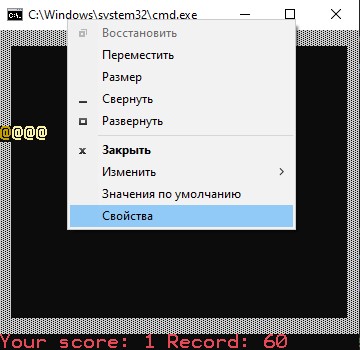 C:\Windows\system32\cmd.exe
Восстановить
Переместить
Размер
Свернуть
Развернуть
Закрыть
Изменить
Значения по умолчанию
Свойства
@@@@
Your score: 1 Record: 60